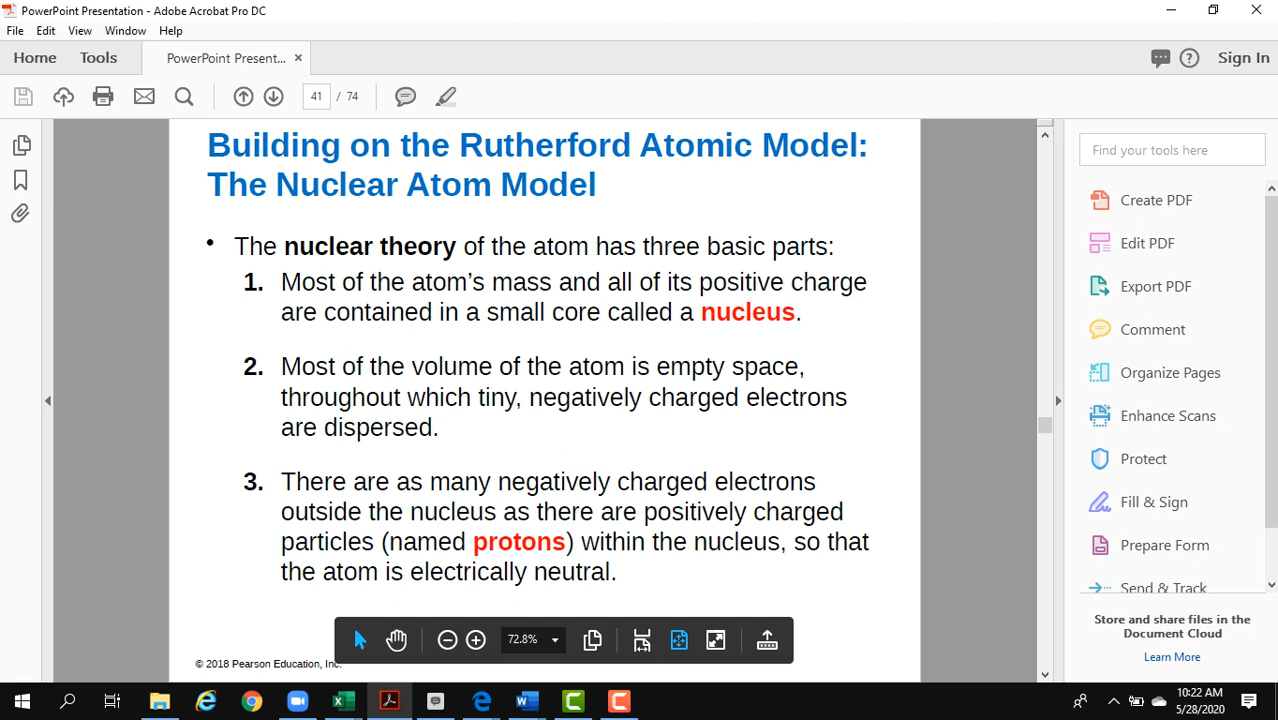 PowerPoint Presentation - Adobe Acrobat Pro DC
File Edit View Window Help
Home Tools PowerPoint Present... × Sign In
41 / 74
Building on the Rutherford Atomic Model:
The Nuclear Atom Model
• The nuclear theory of the atom has three basic parts:
1. Most of the atom’s mass and all of its positive charge
are contained in a small core called a nucleus.
2. Most of the volume of the atom is empty space,
throughout which tiny, negatively charged electrons
are dispersed.
3. There are as many negatively charged electrons
outside the nucleus as there are positively charged
particles (named protons) within the nucleus, so that
the atom is electrically neutral.
72.8%
© 2018 Pearson Education, Inc.
Find your tools here
Create PDF
Edit PDF
Export PDF
Comment
Organize Pages
Enhance Scans
Protect
Fill & Sign
Prepare Form
Send & Track
Store and share files in the
Document Cloud
Learn More
10:22 AM
5/28/2020